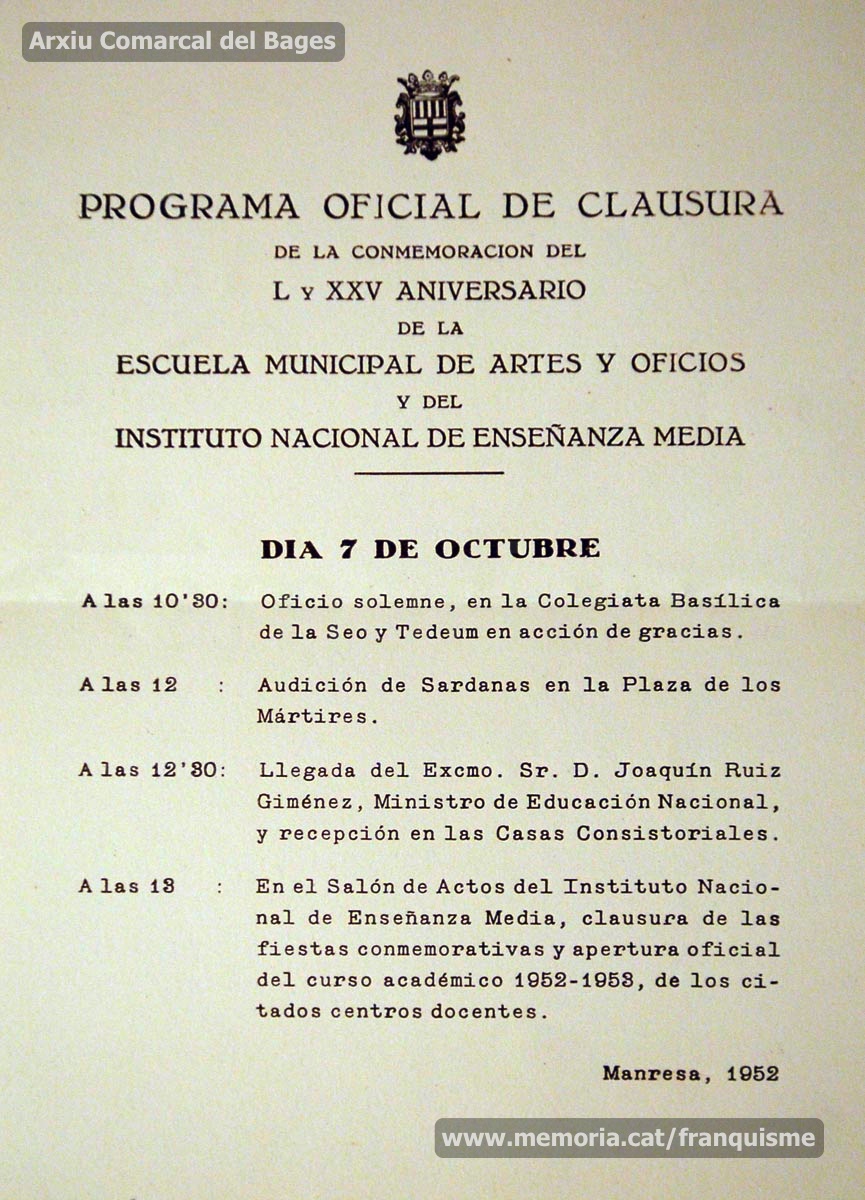 Arxiu Comarcal del Bages
PROGRAMA OFICIAL DE CLAUSURA
DE LA CONMEMORACION DEL
L Y XXV ANIVERSARIO
DE LA
ESCUELA MUNICIPAL DE ARTES Y OFICIOS
Y DEL
INSTITUTO NACIONAL DE ENSEÑANZA MEDIA
DIA 7 DE OCTUBRE
A las 10'30: Oficio solemne, en la Colegiata Basílica
de la Seo y Tedeum en acción de gracias.
A las 12 : Audición de Sardanas en la Plaza de los
Mártires.
A las 12'30: Llegada del Excmo. Sr. D. Joaquín Ruiz
Giménez, Ministro de Educación Nacional,
y recepción en las Casas Consistoriales.
A las 13 : En el Salón de Actos del Instituto Nacio-
nal de Enseñanza Media, clausura de las
fiestas conmemorativas y apertura oficial
del curso académico 1952-1953, de los ci-
tados centros docentes.
Manresa, 1952
www.memoria.cat/franquisme